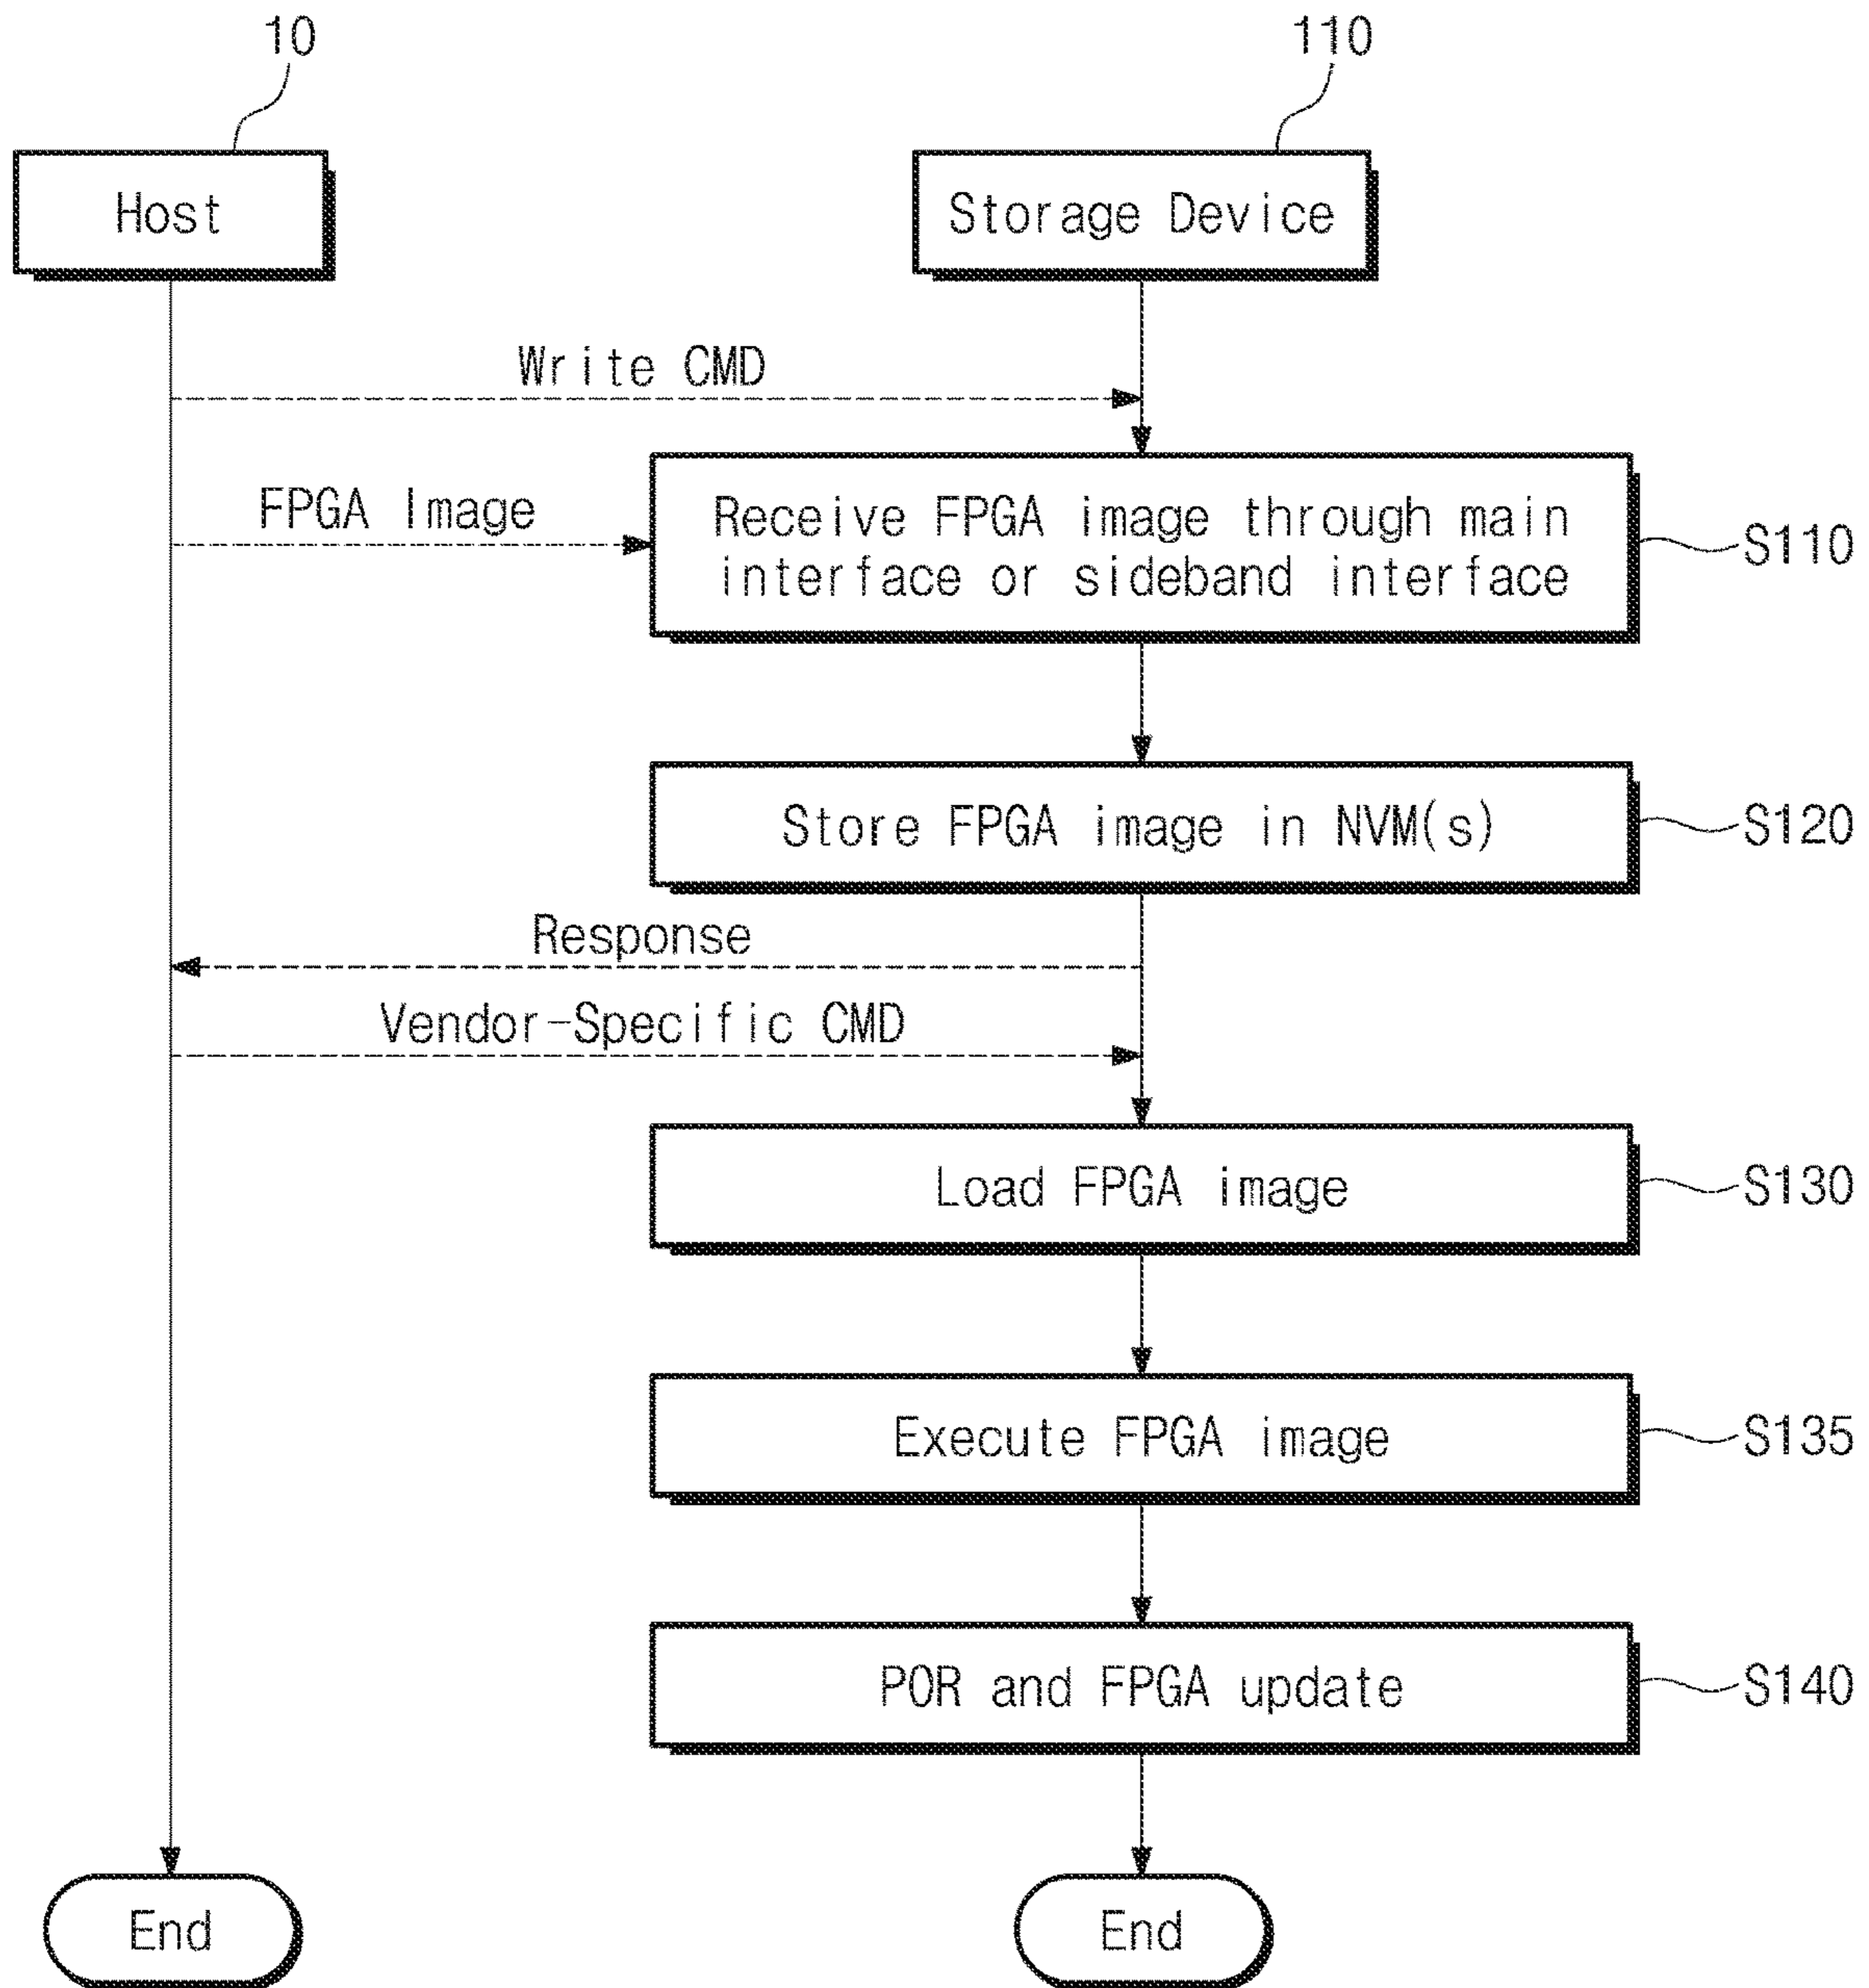 10
110
Host
Storage Device
Write CMD
FPGA Image
Receive FPGA image through main
interface or sideband interface
S110
Store FPGA image in NVM(s)
S120
Response
Vendor-Specific CMD
Load FPGA image
S130
Execute FPGA image
S135
POR and FPGA update
S140
End
End